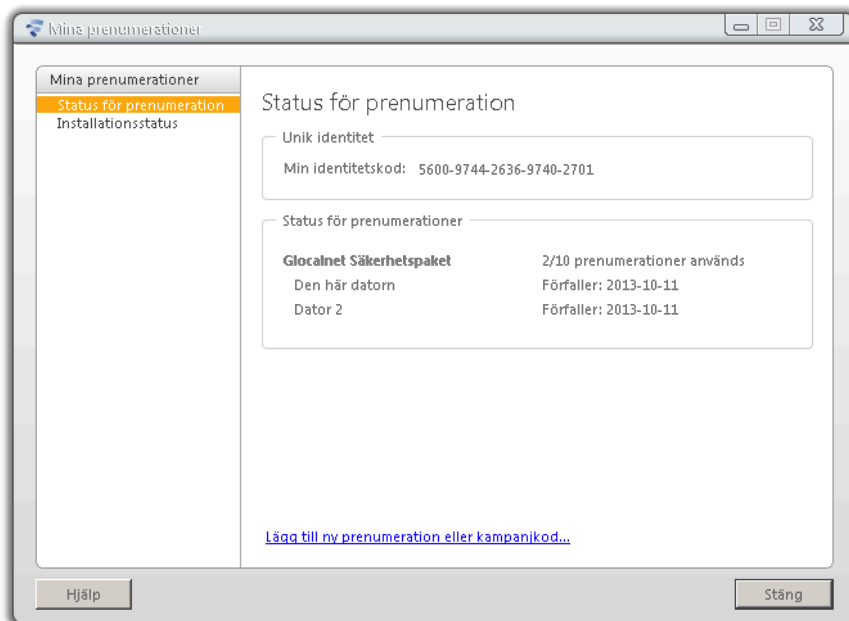 Mina prenumerationer
Mina prenumerationer
Status för prenumeration
Installationsstatus
Status för prenumeration
Unik identitet
Min identitetskod: 5600-9744-2636-9740-2701
Status för prenumerationer
Glocalnet Säkerhetspaket 2/10 prenumerationer används
Den här datorn Förfaller: 2013-10-11
Dator 2 Förfaller: 2013-10-11
Lägg till ny prenumeration eller kampanjkod...
Hjälp Stäng